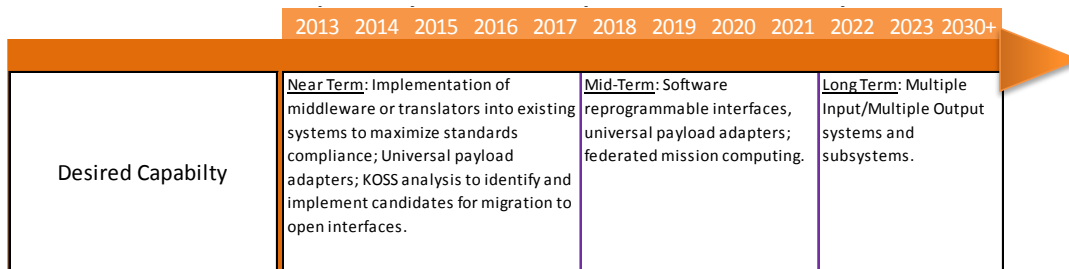 2013 2014 2015 2016 2017 2018 2019 2020 2021 2022 2023 2030+
Desired Capabilty
Near Term: Implementation of
middleware or translators into existing
systems to maximize standards
compliance; Universal payload
adapters; KOSS analysis to identify and
implement candidates for migration to
open interfaces.
Mid-Term: Software
reprogrammable interfaces,
universal payload adapters;
federated mission computing.
Long Term: Multiple
Input/Multiple Output
systems and
subsystems.